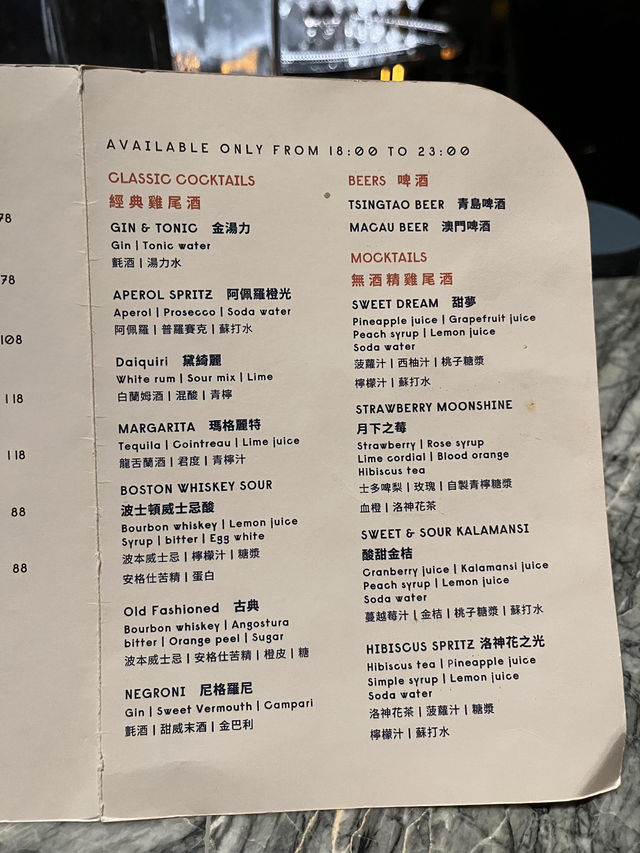 78
78
108
118
118
88
88
AVAILABLE ONLY FROM 18:00 TO 23:00
CLASSIC COCKTAILS
經典雞尾酒
GIN & TONIC 金湯力
Gin | Tonic water
氈酒 | 湯力水
APEROL SPRITZ 阿佩羅橙光
Aperol | Prosecco | Soda water
阿佩羅 | 普羅賽克 | 蘇打水
Daiquiri 黛綺麗
White rum | Sour mix | Lime
白蘭姆酒 | 混酸 | 青檸
MARGARITA 瑪格麗特
Tequila | Cointreau | Lime juice
龍舌蘭酒 | 君度 | 青檸汁
BOSTON WHISKEY SOUR
波士頓威士忌酸
Bourbon whiskey | Lemon juice
Syrup | bitter | Egg white
波本威士忌 | 檸檬汁 | 糖漿
安格仕苦精 | 蛋白
Old Fashioned 古典
Bourbon whiskey | Angostura
bitter | Orange peel | Sugar
波本威士忌 | 安格仕苦精 | 橙皮 | 糖
NEGRONI 尼格羅尼
Gin | Sweet Vermouth | Campari
氈酒 | 甜威末酒 | 金巴利
BEERS 啤酒
TSINGTAO BEER 青島啤酒
MACAU BEER 澳門啤酒
MOCKTAILS
無酒精雞尾酒
SWEET DREAM 甜夢
Pineapple juice | Grapefruit juice
Peach syrup | Lemon juice
Soda water
菠蘿汁 | 西柚汁 | 桃子糖漿
檸檬汁 | 蘇打水
STRAWBERRY MOONSHINE
月下之莓
Strawberry | Rose syrup
Lime cordial | Blood orange
Hibiscus tea
士多啤梨 | 玫瑰 | 自製青檸糖漿
血橙 | 洛神花茶
SWEET & SOUR KALAMANSI
酸甜金桔
Cranberry juice | Kalamansi juice
Peach syrup | Lemon juice
Soda water
蔓越莓汁 | 金桔 | 桃子糖漿 | 蘇打水
HIBISCUS SPRITZ 洛神花之光
Hibiscus tea | Pineapple juice
Simple syrup | Lemon juice
Soda water
洛神花茶 | 菠蘿汁 | 糖漿
檸檬汁 | 蘇打水